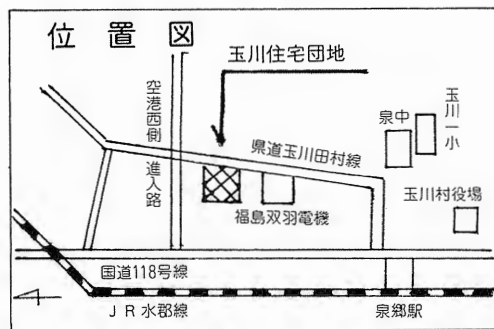 位置図
玉川住宅団地
空港西側進入路
玉川一小
泉中
県道玉川田村線
玉川村役場
福島双羽電機
国道118号線
JR水郡線
泉郷駅